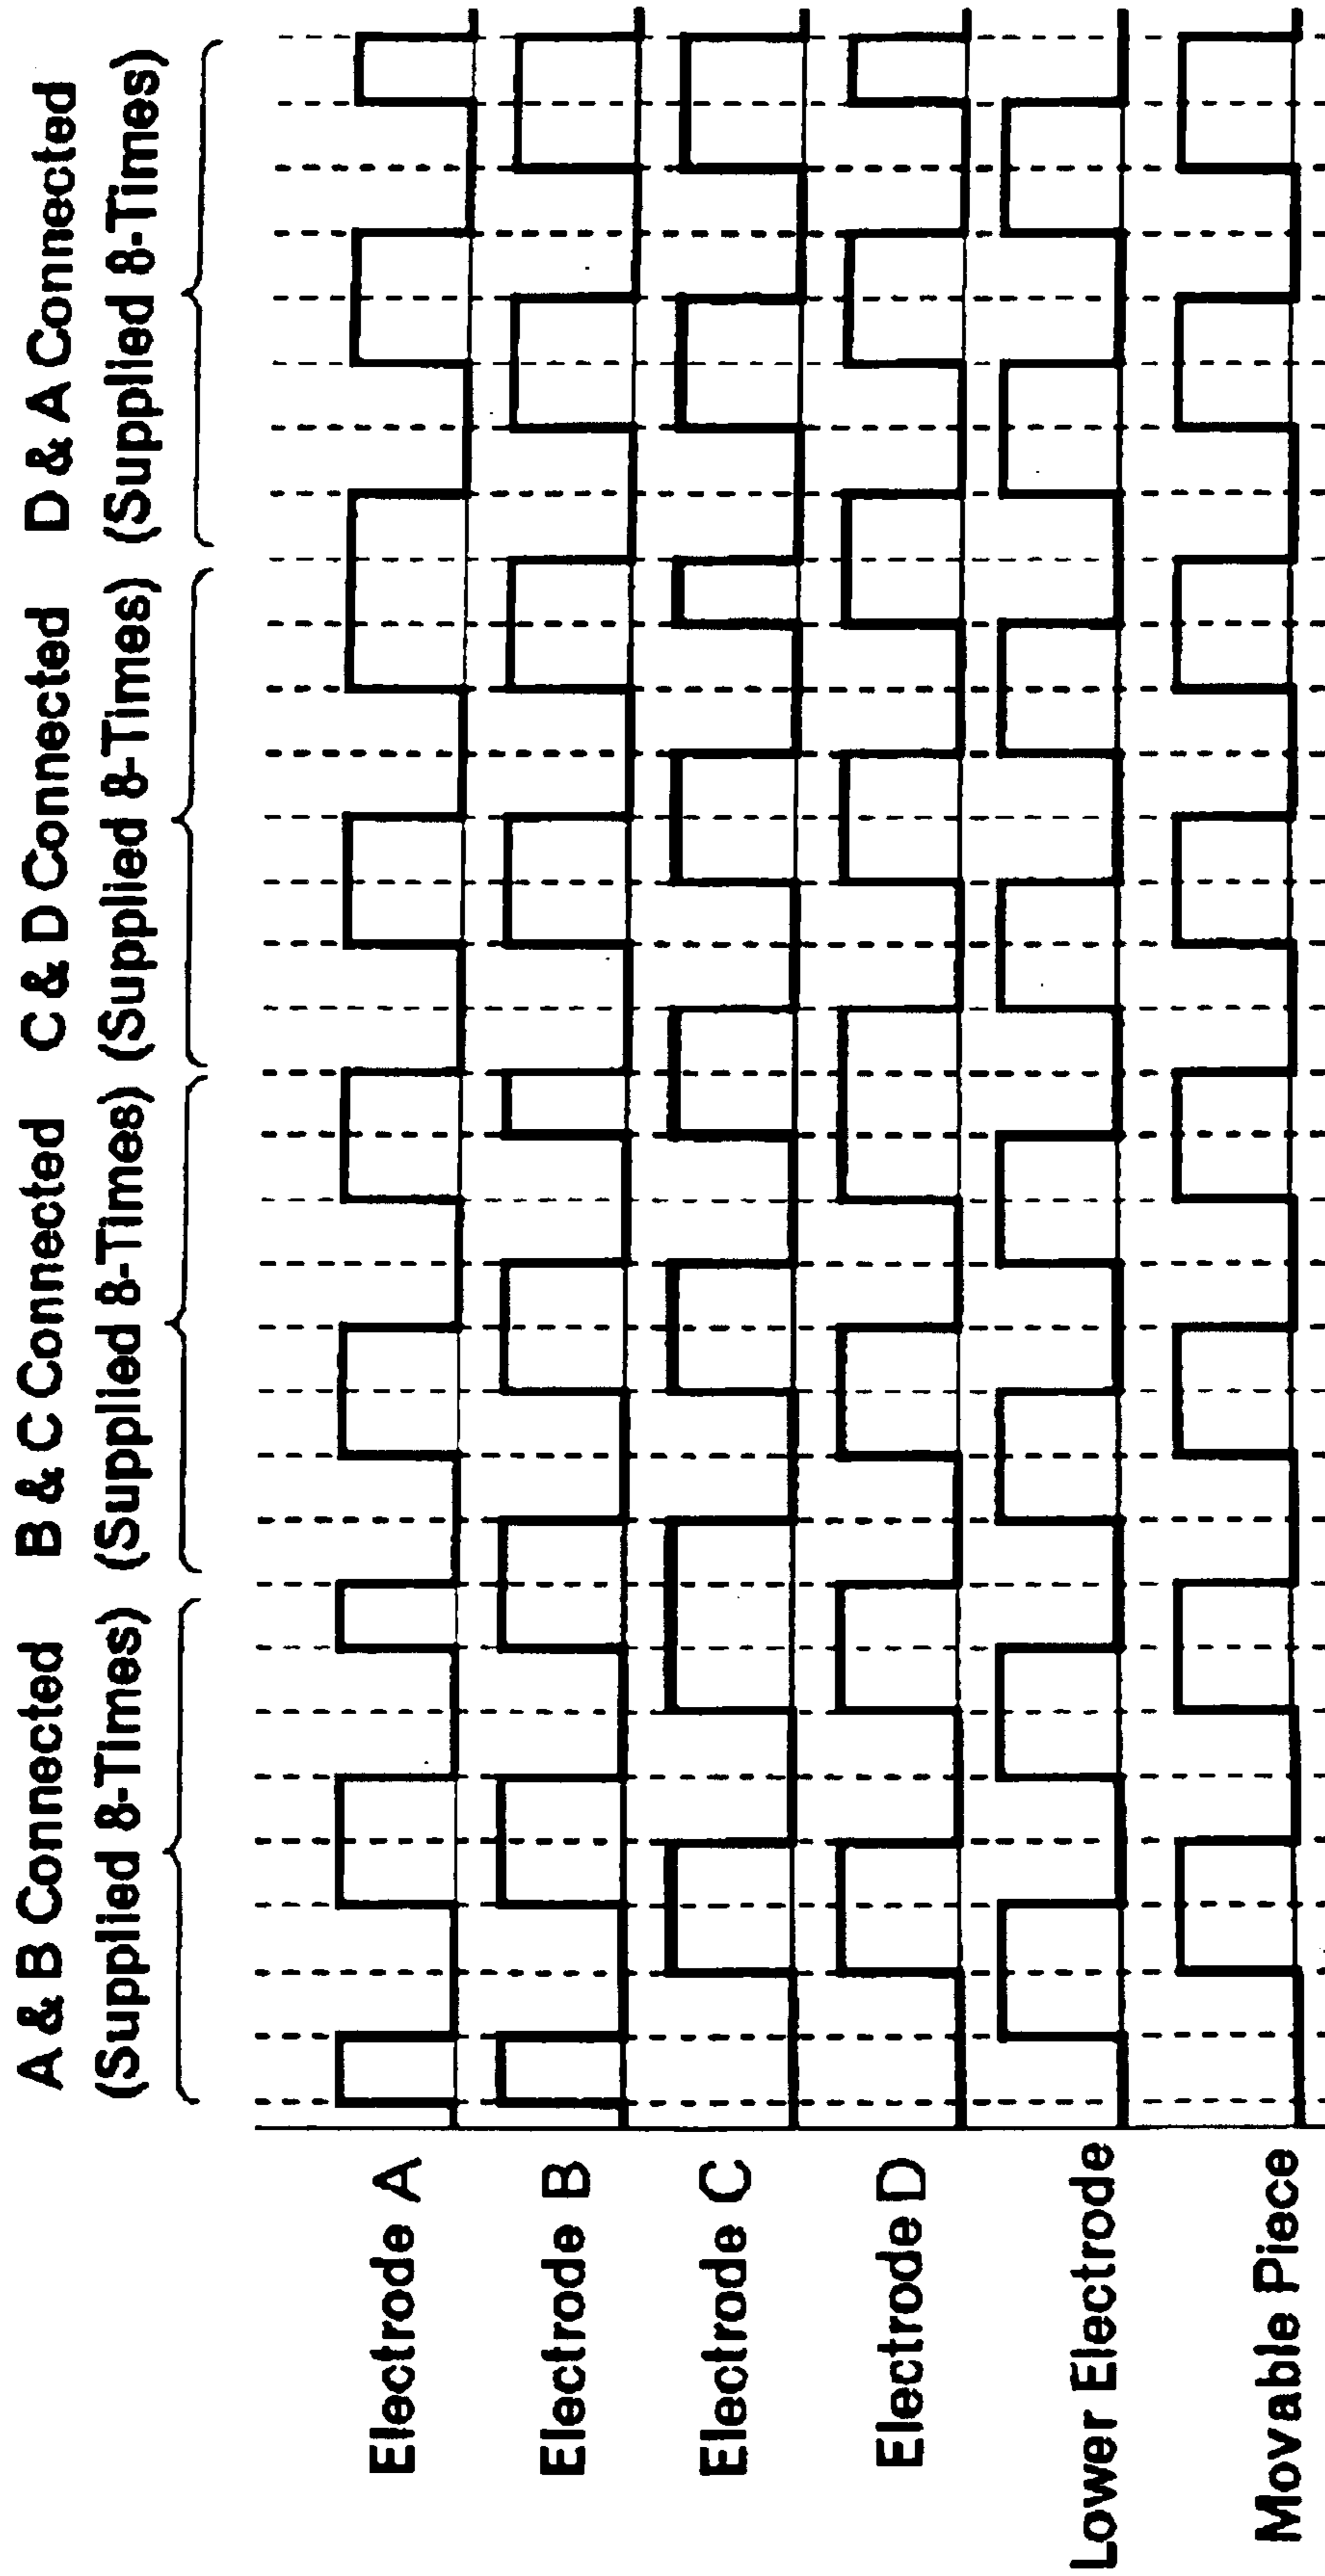 A & B Connected
(Supplied 8-Times)
B & C Connected
(Supplied 8-Times)
C & D Connected
(Supplied 8-Times)
D & A Connected
(Supplied 8-Times)
Electrode A
Electrode B
Electrode C
Electrode D
Lower Electrode
Movable Piece